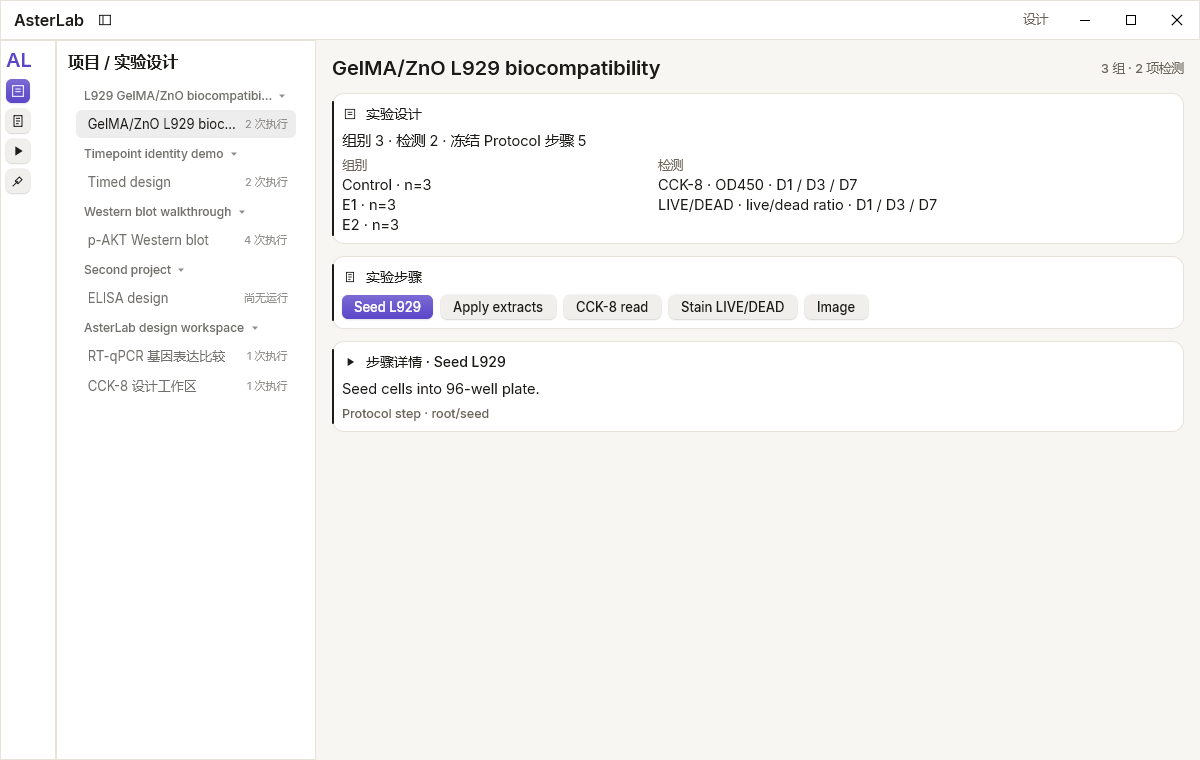 AsterLab
设计
AL
项目 / 实验设计
L929 GelMA/ZnO biocompatibi...
GelMA/ZnO L929 bioc... 2 次执行
Timepoint identity demo
Timed design 2 次执行
Western blot walkthrough
p-AKT Western blot 4 次执行
Second project
ELISA design 尚无运行
AsterLab design workspace
RT-qPCR 基因表达比较 1 次执行
CCK-8 设计工作区 1 次执行
GelMA/ZnO L929 biocompatibility
3 组 · 2 项检测
实验设计
组别 3 · 检测 2 · 冻结 Protocol 步骤 5
组别
Control · n=3
E1 · n=3
E2 · n=3
检测
CCK-8 · OD450 · D1 / D3 / D7
LIVE/DEAD · live/dead ratio · D1 / D3 / D7
实验步骤
Seed L929 Apply extracts CCK-8 read Stain LIVE/DEAD Image
步骤详情 · Seed L929
Seed cells into 96-well plate.
Protocol step · root/seed